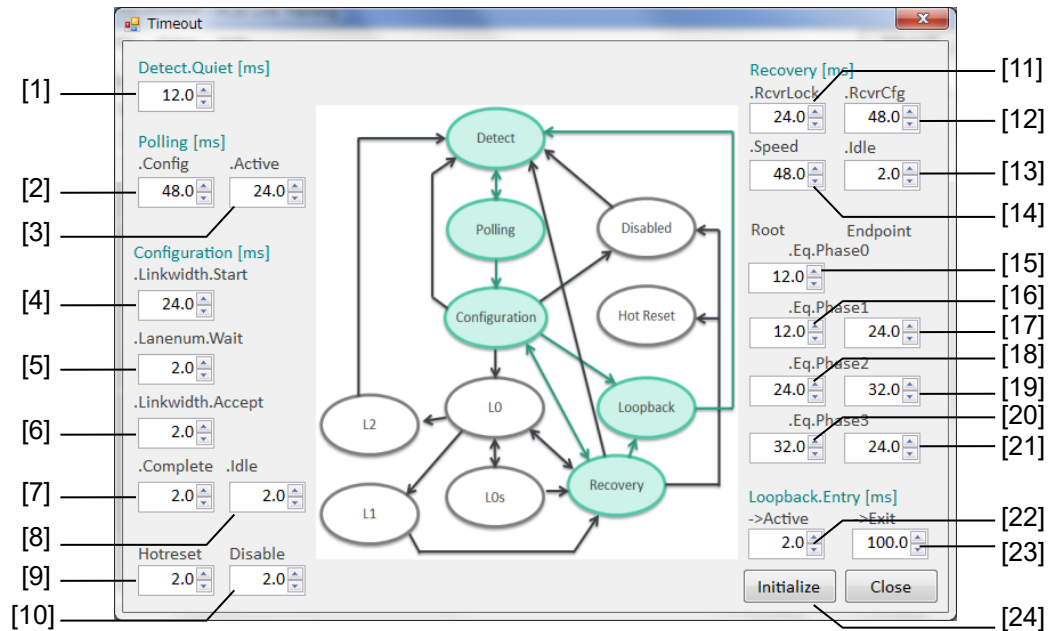 Timeout
[1]
Detect.Quiet [ms]
12.0
Polling [ms]
.Config .Active
[2]
48.0 24.0
[3]
Configuration [ms]
.Linkwidth.Start
[4]
24.0
.Lanenum.Wait
[5]
2.0
.Linkwidth.Accept
[6]
2.0
.Complete .Idle
[7]
2.0 2.0
[8]
Hotreset Disable
[9]
2.0 2.0
[10]
Detect
Polling
Disabled
Configuration
Hot Reset
L0
L2
Loopback
L0s
Recovery
L1
Recovery [ms]
[11]
.RcvrLock .RcvrCfg
24.0 48.0
[12]
.Speed .Idle
48.0 2.0
[13]
[14]
Root Endpoint
.Eq.Phase0
[15]
12.0
[16]
.Eq.Phase1
12.0 24.0
[17]
[18]
.Eq.Phase2
24.0 32.0
[19]
[20]
.Eq.Phase3
32.0 24.0
[21]
Loopback.Entry [ms]
->Active ->Exit
[22]
2.0 100.0
[23]
Initialize Close
[24]